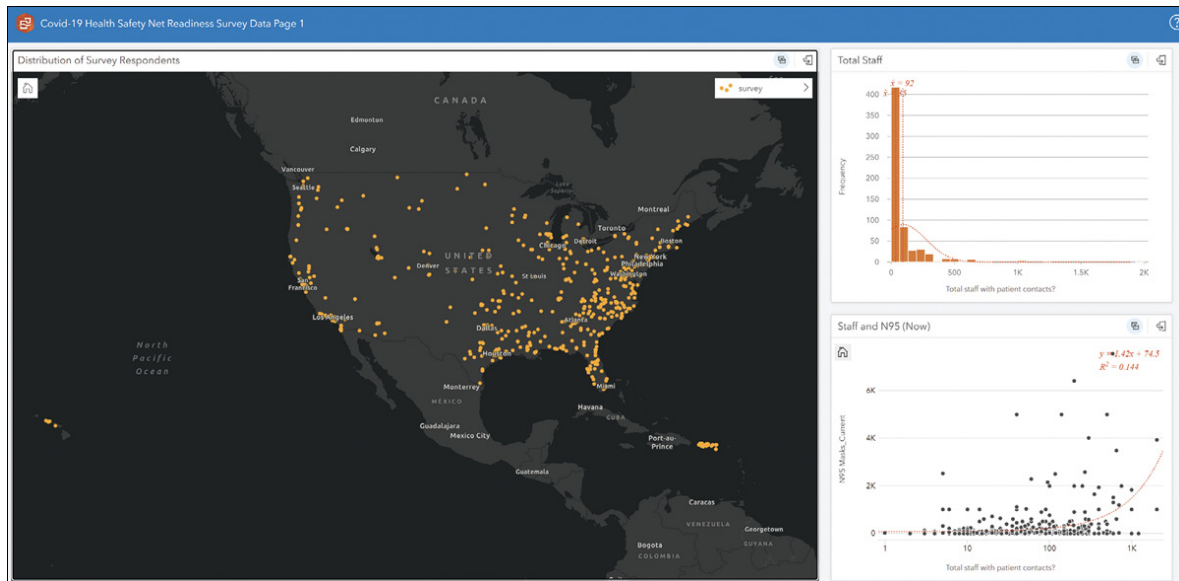 Covid-19 Health Safety Net Readiness Survey Data Page 1
Distribution of Survey Respondents
survey
CANADA
Edmonton
Calgary
Vancouver
Seattle
Lake
Superior
Montreal
Toronto
Chicago
Detroit
Boston
New York
Philadelphia
UNITED
STATES
Denver
St Louis
Washington
San
Francisco
Los Angeles
Atlanta
Dallas
Houston
North
Pacific
Ocean
Monterrey
Miami
MÉXICO
Havana
CUBA
Guadalajara
Mexico City
Port-au-
Prince
Guatemala
Caracas
VENEZUELA
Georgetown
Bogota
COLOMBIA
GUYANA
Total Staff
x̄ = 92
400
350
300
250
200
150
100
50
0
Frequency
0
500
1K
1.5K
2K
Total staff with patient contacts?
Staff and N95 (Now)
y = 1.42x + 74.5
R² = 0.144
6K
4K
2K
0
N95 Masks_Current
1
10
100
1K
Total staff with patient contacts?